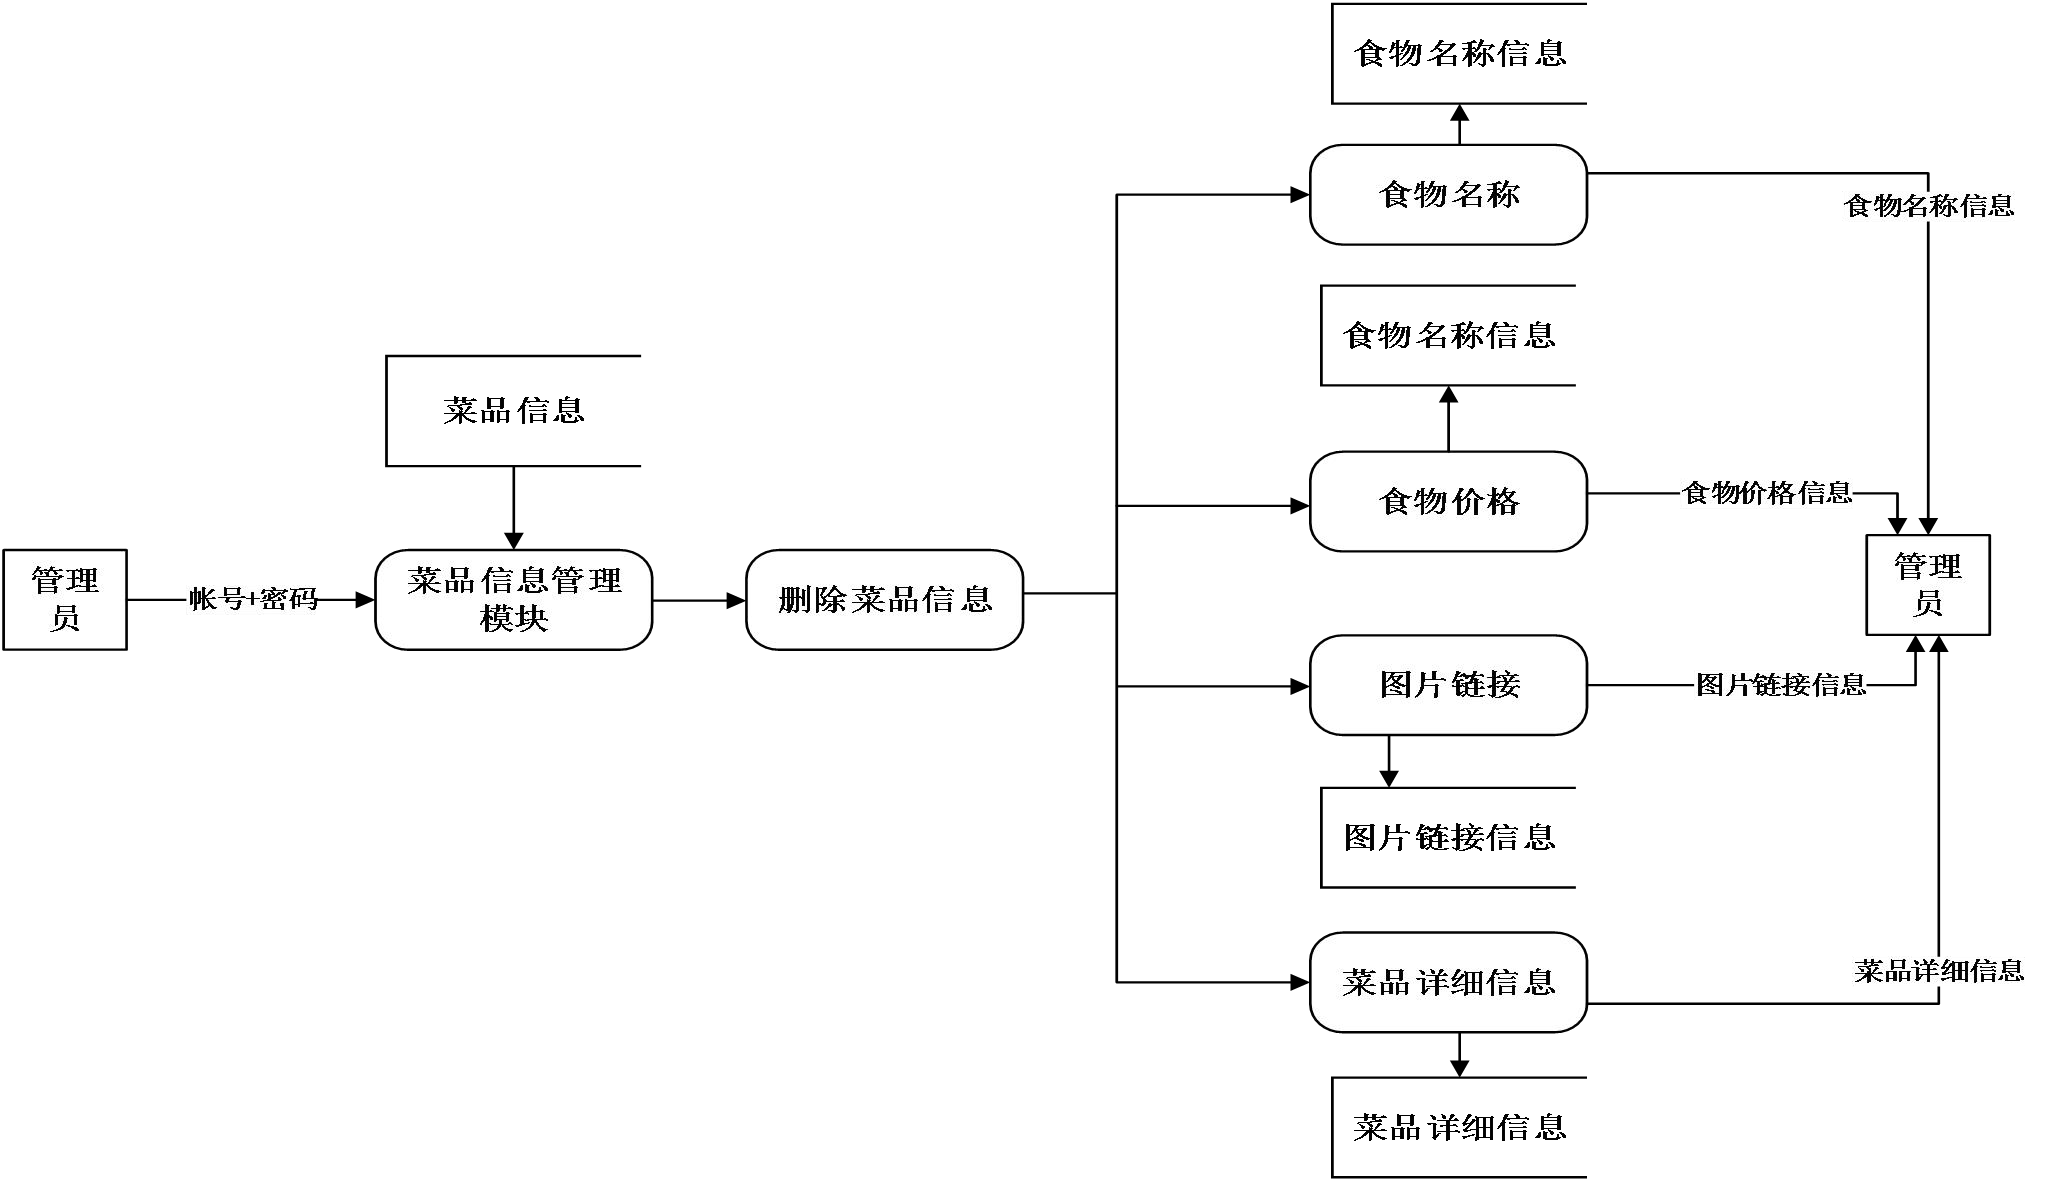 食物名称信息
食物名称
食物名称信息
食物名称信息
菜品信息
食物价格
食物价格信息
管理
员
帐号+密码
菜品信息管理
模块
删除菜品信息
管理
员
图片链接
图片链接信息
图片链接信息
菜品详细信息
菜品详细信息
菜品详细信息